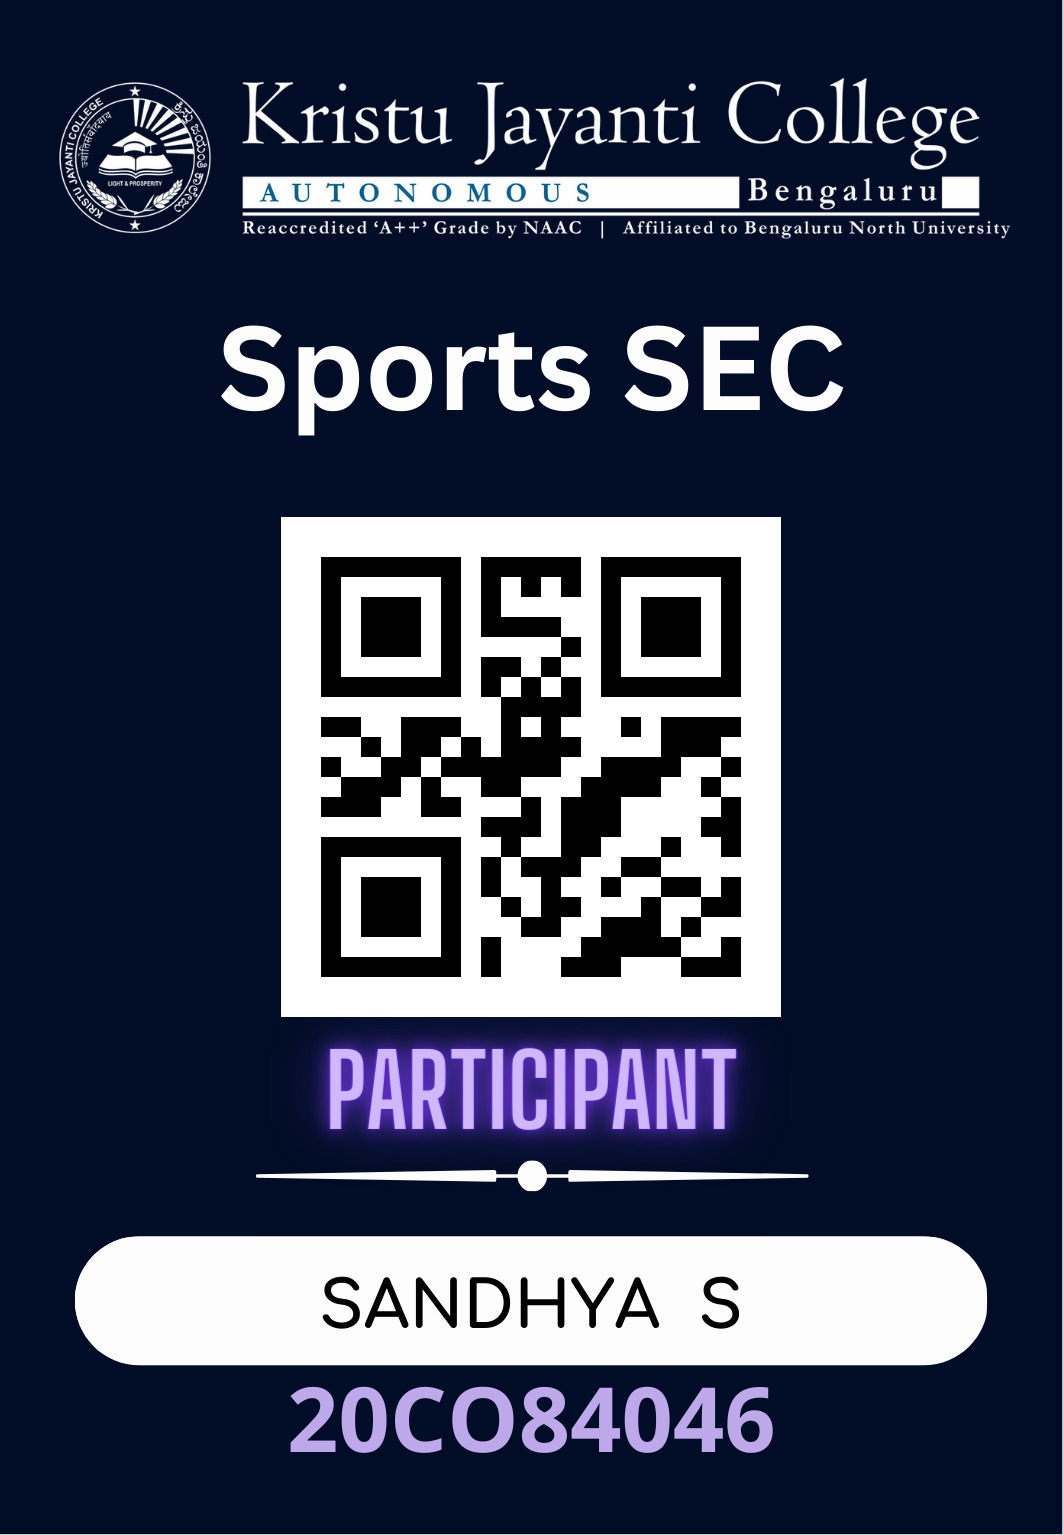 Kristu Jayanti College
AUTONOMOUS Bengaluru
Reaccredited ‘A++’ Grade by NAAC | Affiliated to Bengaluru North University
KRISTU JAYANTI COLLEGE
LIGHT & PROSPERITY
Sports SEC
PARTICIPANT
SANDHYA S
20CO84046